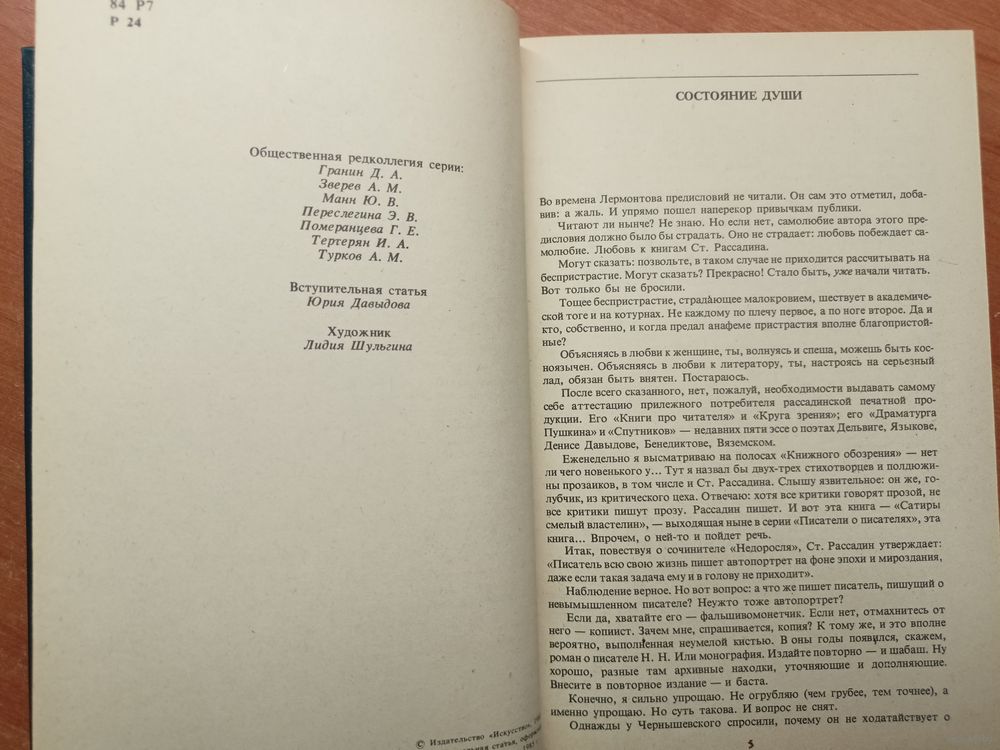 84 Р7
Р 24
Общественная редколлегия серии:
Гранин Д. А.
Зверев А. М.
Манн Ю. В.
Переслегина Э. В.
Померанцева Г. Е.
Тертерян И. А.
Турков А. М.
Вступительная статья
Юрия Давыдова
Художник
Лидия Шульгина
© Издательство «Искусство»,
статья,
СОСТОЯНИЕ ДУШИ
Во времена Лермонтова предисловий не читали. Он сам это отметил, доба-
вив: а жаль. И упрямо пошел наперекор привычкам публики.
Читают ли нынче? Не знаю. Но если нет, самолюбие автора этого пре-
дисловия должно было бы страдать. Оно не страдает: любовь побеждает са-
молюбие. Любовь к книгам Ст. Рассадина.
Могут сказать: позвольте, в таком случае не приходится рассчитывать на
беспристрастие. Могут сказать? Прекрасно! Стало быть, уже начали читать.
Вот только бы не бросили.
Тощее беспристрастие, страдающее малокровием, шествует в академиче-
ской тоге и на котурнах. Не каждому по плечу первое, а по ноге второе. Да и
кто, собственно, и когда предал анафеме пристрастия вполне благопристой-
ные?
Объясняясь в любви к женщине, ты, волнуясь и спеша, можешь быть кос-
ноязычен. Объясняясь в любви к литератору, ты, настроясь на серьезный
лад, обязан быть внятен. Постараюсь.
После всего сказанного, нет, пожалуй, необходимости выдавать самому
себе аттестацию прилежного потребителя рассадинской печатной про-
дукции. Его «Книги про читателя» и «Круга зрения»; его «Драматурга
Пушкина» и «Спутников» — недавних пяти эссе о поэтах Дельвиге, Языкове,
Денисе Давыдове, Бенедиктове, Вяземском.
Еженедельно я высматриваю на полосах «Книжного обозрения» — нет
ли чего новенького у... Тут я назвал бы двух-трех стихотворцев и полдюжи-
ны прозаиков, в том числе и Ст. Рассадина. Слышу язвительное: он же, го-
лубчик, из критического цеха. Отвечаю: хотя все критики говорят прозой, не
все критики пишут прозу. Рассадин пишет. И вот эта книга — «Сатиры
смелый властелин», — выходящая ныне в серии «Писатели о писателях», эта
книга... Впрочем, о ней-то и пойдет речь.
Итак, повествуя о сочинителе «Недоросля», Ст. Рассадин утверждает:
«Писатель всю свою жизнь пишет автопортрет на фоне эпохи и мироздания,
даже если такая задача ему и в голову не приходит».
Наблюдение верное. Но вот вопрос: а что же пишет писатель, пишущий о
невымышленном писателе? Неужто тоже автопортрет?
Если да, хватайте его — фальшивомонетчик. Если нет, отмахнитесь от
него — копиист. Зачем мне, спрашивается, копия? К тому же, и это вполне
вероятно, выполненная неумелой кистью. В оны годы появился, скажем,
роман о писателе Н. Н. Или монография. Издайте повторно — и шабаш. Ну
хорошо, разные там архивные находки, уточняющие и дополняющие.
Внесите в повторное издание — и баста.
Конечно, я сильно упрощаю. Не огрубляю (чем грубее, тем точнее), а
именно упрощаю. Но суть такова. И вопрос не снят.
Однажды у Чернышевского спросили, почему он не ходатайствует о
5